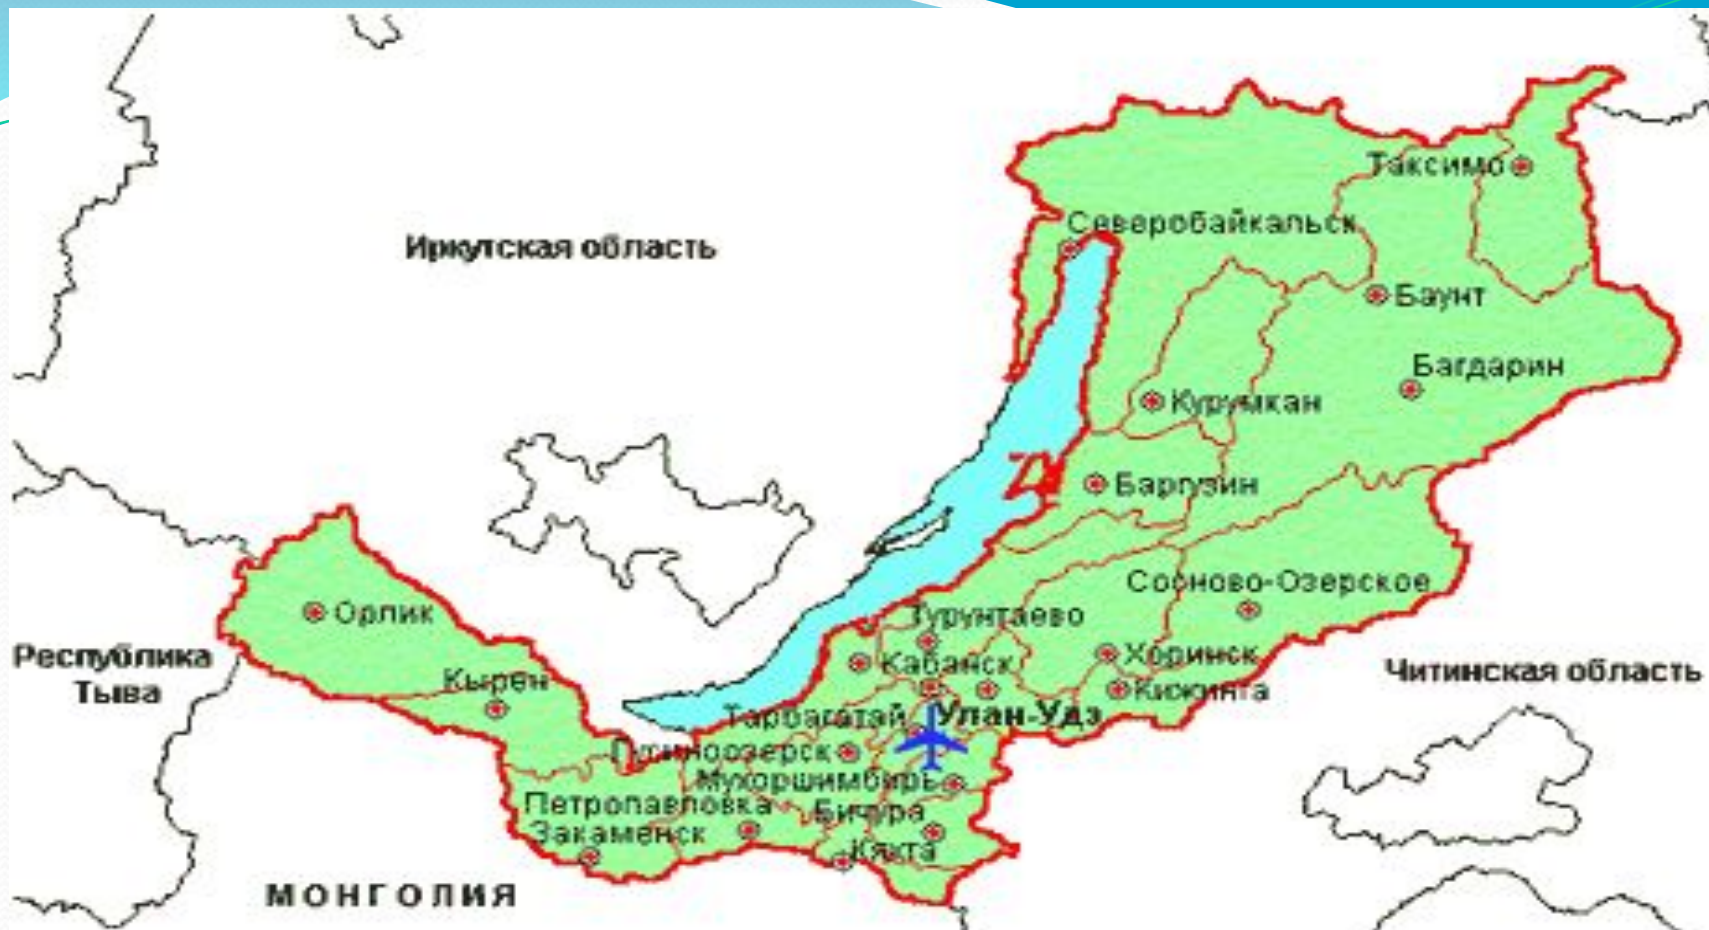 Таксимо
Северобайкальск
Иркутская область
Баунт
Багдарин
Курумкан
Баргузин
Сосново-Озерское
Орлик
Турунтаево
Республика
Тыва
Кабанск
Хоринск
Читинская область
Кырен
Кижинга
Тарбагатай
Улан-Удэ
Гусиноозерск
Мухоршимбирь
Петропавловка
Бичура
Закаменск
Кяхта
МОНГОЛИЯ